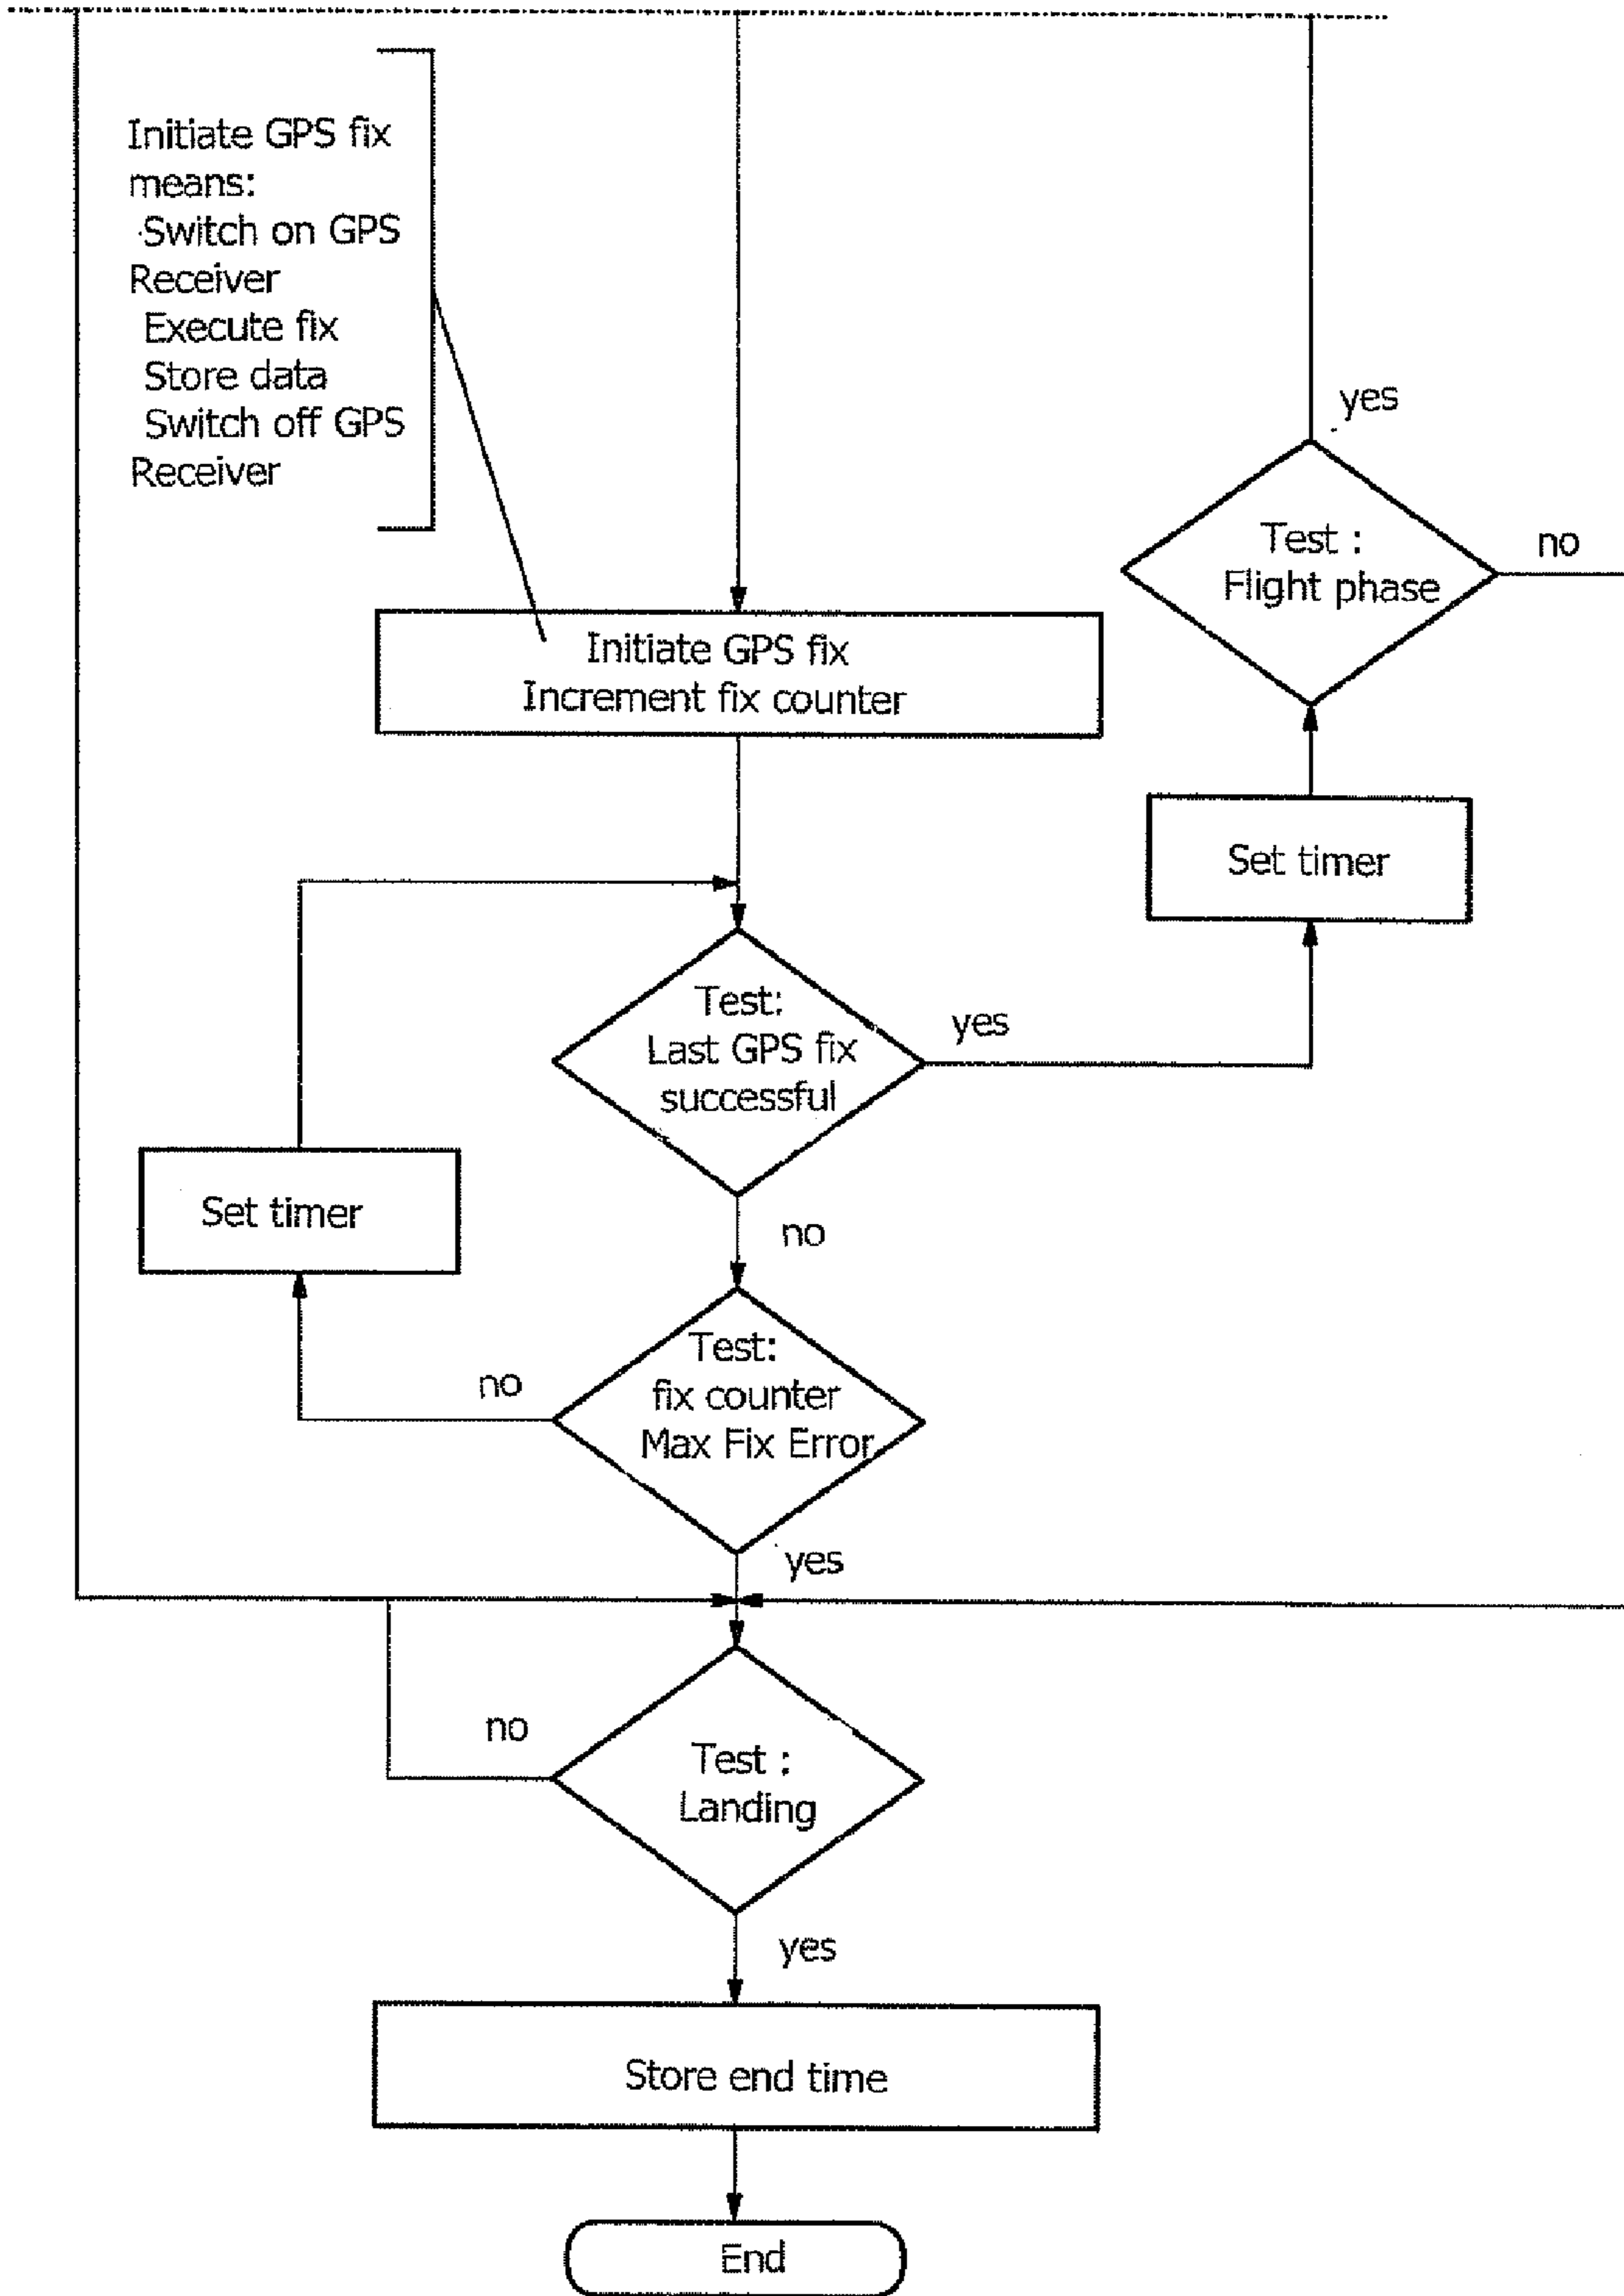 Initiate GPS fix
means:
Switch on GPS
Receiver
Execute fix
Store data
Switch off GPS
Receiver
yes
Test :
Flight phase
no
Initiate GPS fix
Increment fix counter
Set timer
Test:
Last GPS fix
successful
yes
Set timer
no
Test:
fix counter
Max Fix Error
no
yes
no
Test :
Landing
yes
Store end time
End